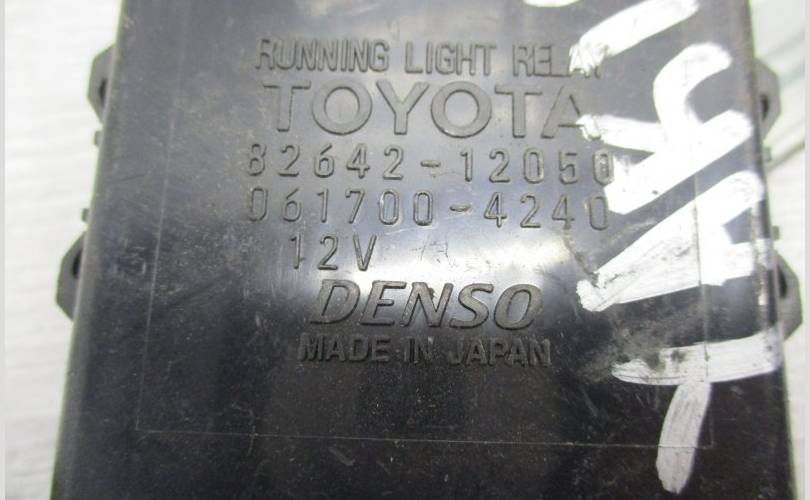 RUNNING LIGHT RELAY
TOYOTA
82642-12050
061700-4240
12V
DENSO
MADE IN JAPAN